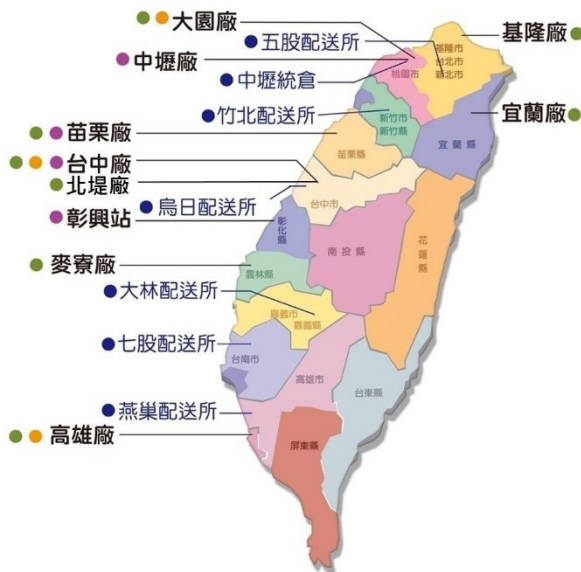 大園廠
五股配送所
基隆廠
中壢廠
中壢統倉
竹北配送所
宜蘭廠
苗栗廠
台中廠
北堤廠
烏日配送所
彰興站
麥寮廠
大林配送所
七股配送所
燕巢配送所
高雄廠
基隆市
台北市
新北市
桃園市
新竹市
新竹縣
宜蘭縣
苗栗縣
台中市
彰化縣
南投縣
花蓮縣
雲林縣
嘉義市
嘉義縣
台南市
高雄市
台東縣
屏東縣